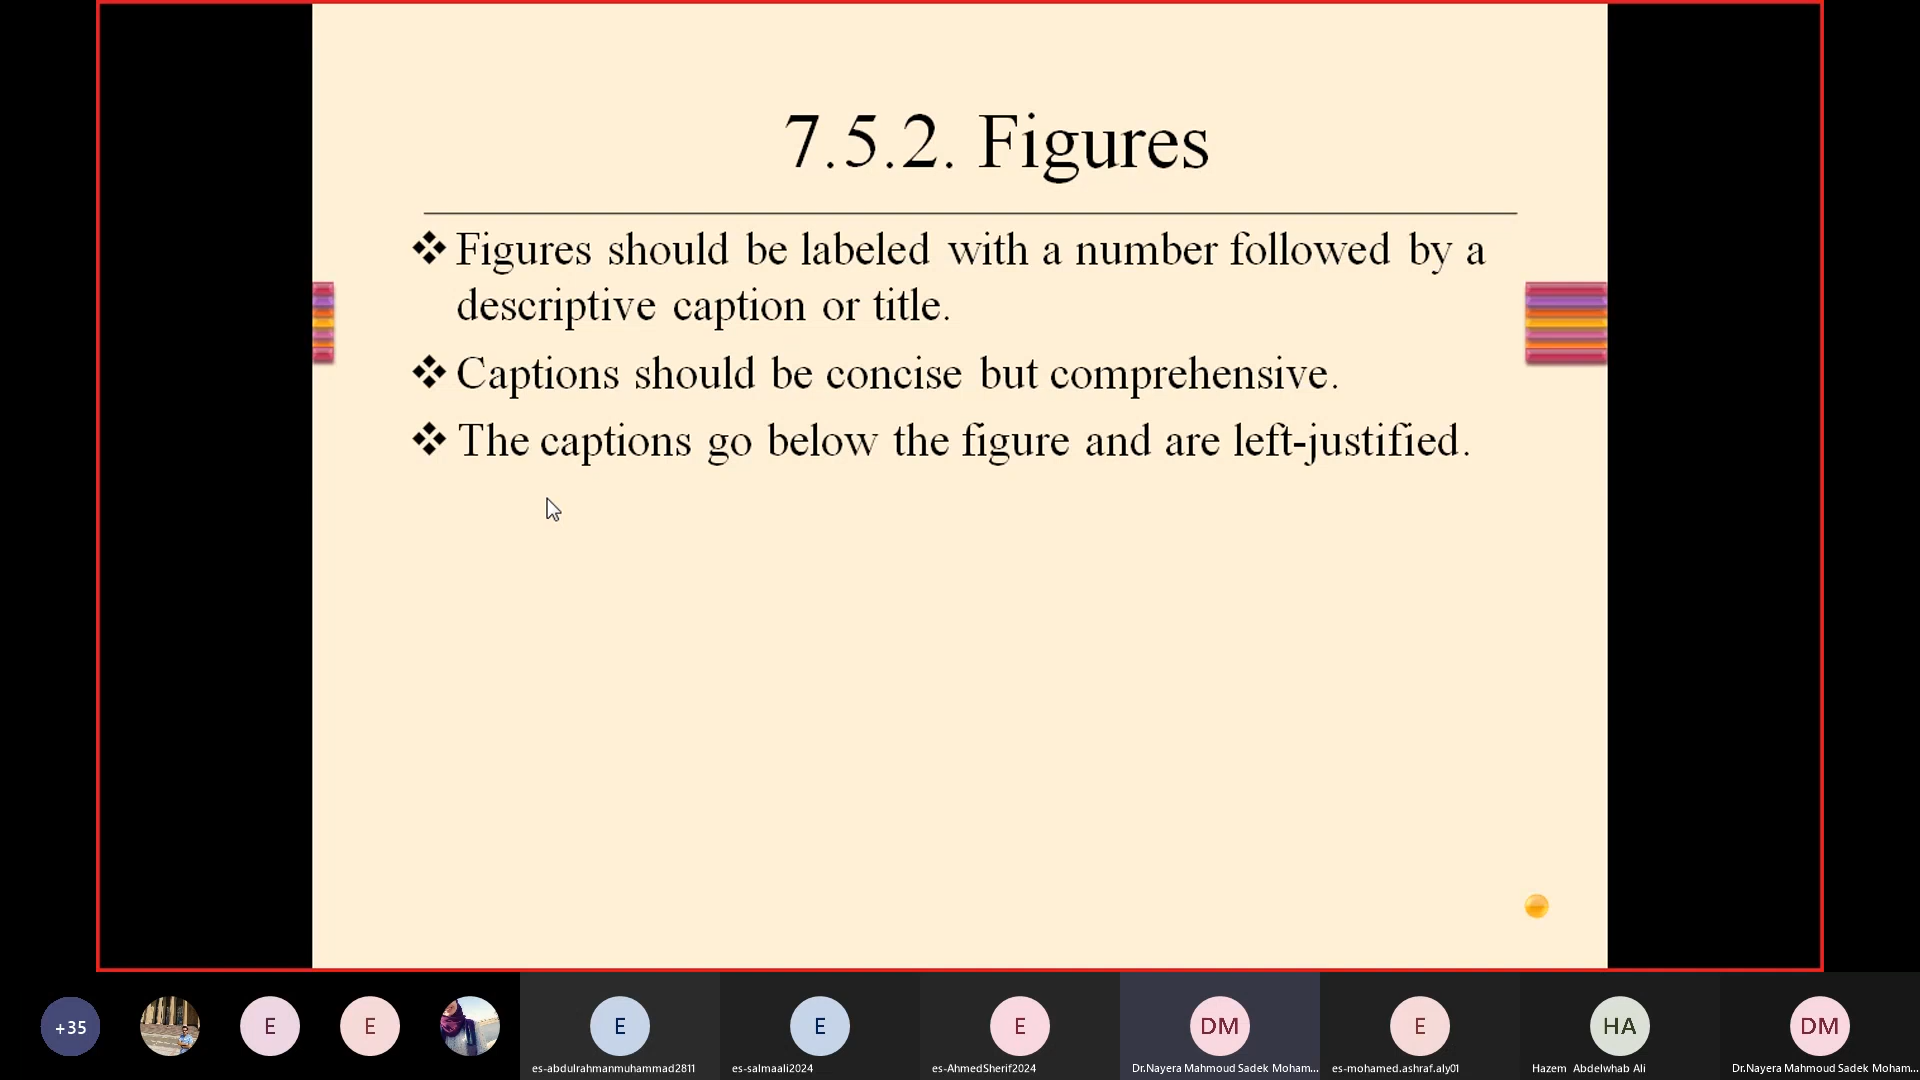 7.5.2. Figures
❖ Figures should be labeled with a number followed by a
descriptive caption or title.
❖ Captions should be concise but comprehensive.
❖ The captions go below the figure and are left-justified.
+35
E
E
E
es-abdulrahmanmuhammad2811
E
es-salmaali2024
E
es-AhmedSherif2024
DM
Dr.Nayera Mahmoud Sadek Moham...
E
es-mohamed.ashraf.aly01
HA
Hazem Abdelwhab Ali
DM
Dr.Nayera Mahmoud Sadek Moham...